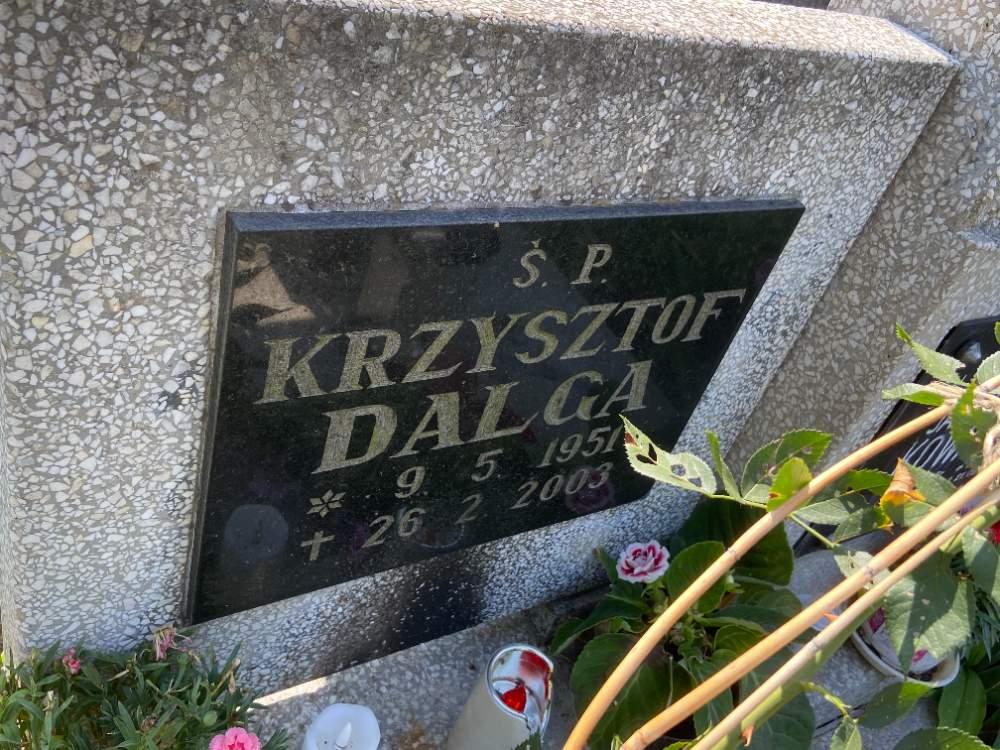 Ś. P.
KRZYSZTOF
DALGA
9. 5. 1951
26. 2 2003